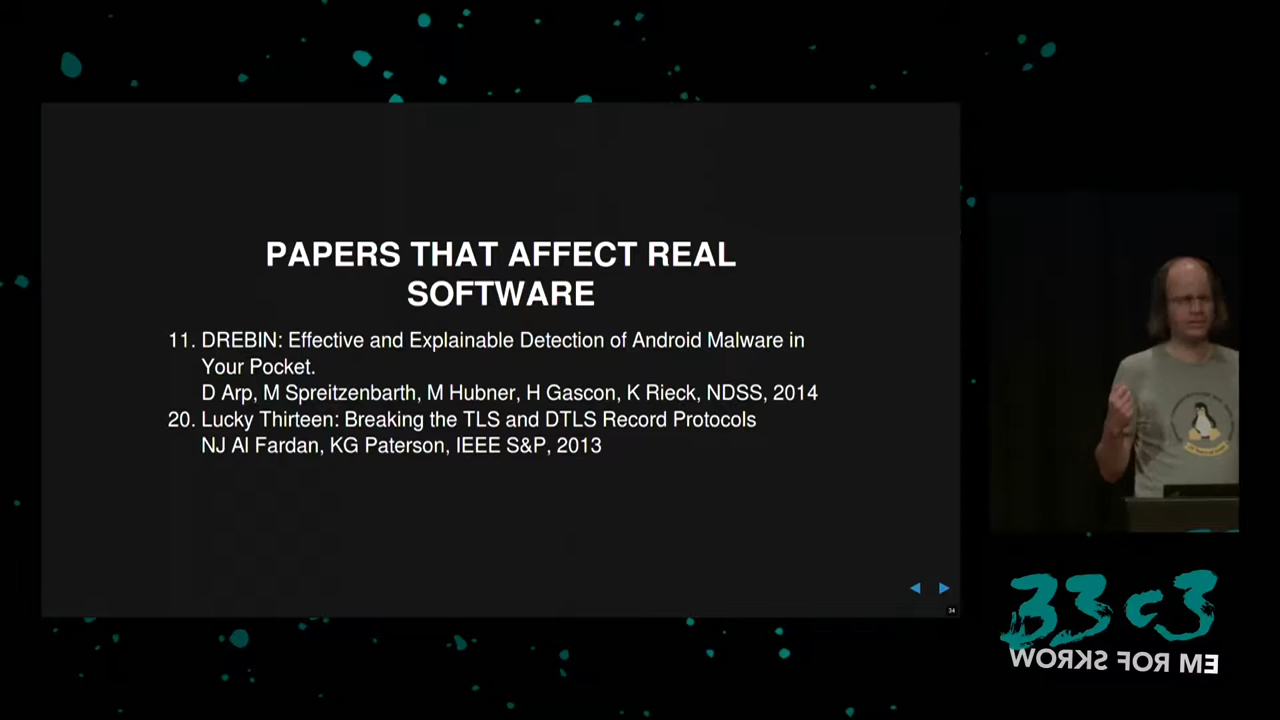 PAPERS THAT AFFECT REAL
SOFTWARE
11. DREBIN: Effective and Explainable Detection of Android Malware in
Your Pocket.
D Arp, M Spreitzenbarth, M Hubner, H Gascon, K Rieck, NDSS, 2014
20. Lucky Thirteen: Breaking the TLS and DTLS Record Protocols
NJ Al Fardan, KG Paterson, IEEE S&P, 2013
34
33c3
WORKS FOR ME